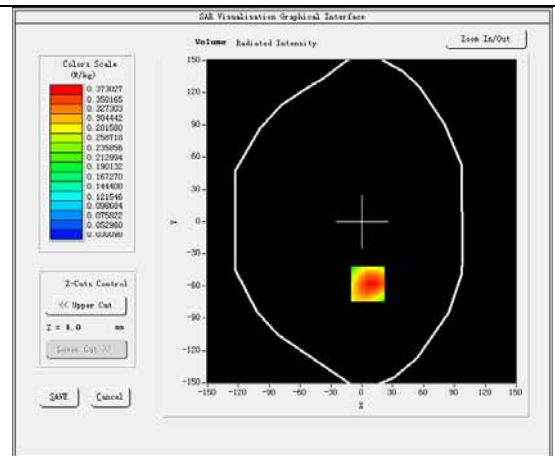 SAR Visualisation Graphical Interface
Volume Radiated Intensity
Zoom In/Out
Colors Scale
(W/kg)
0.373027
0.350165
0.327303
0.304442
0.281580
0.258718
0.235856
0.212994
0.190132
0.167270
0.144408
0.121546
0.098684
0.075822
0.052960
0.030098
Z-Cuts Control
<< Upper Cut
Z = 4.0 mm
Lower Cut >>
SAVE
Cancel
150
120
90
60
30
Y
0
-30
-60
-90
-120
-150
-150 -120 -90 -60 -30 0 30 60 90 120 150
X